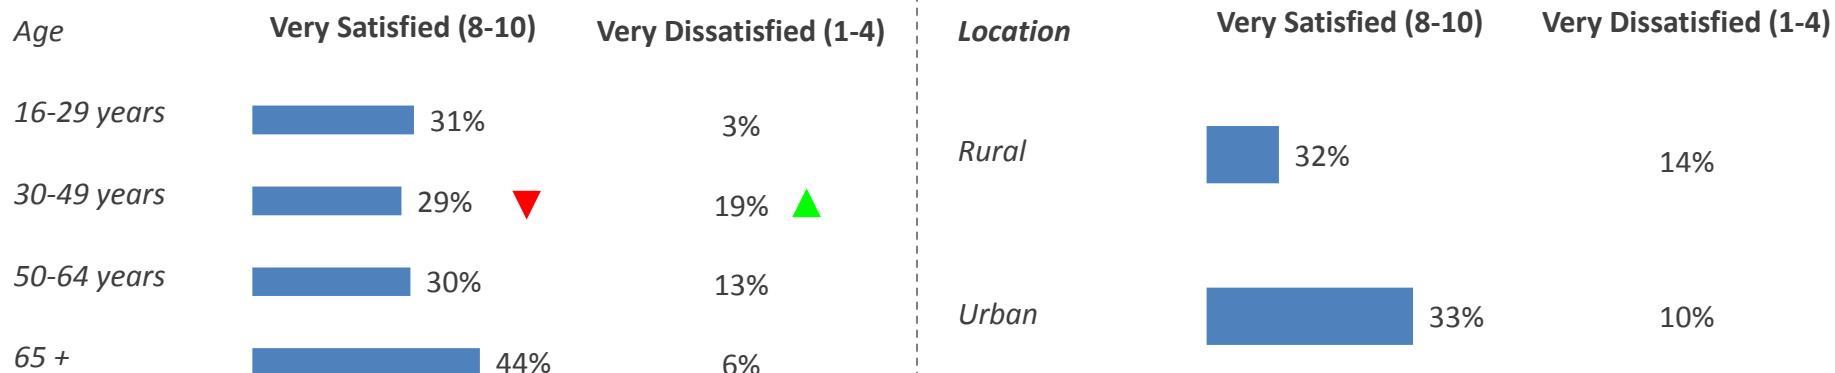 Age Very Satisfied (8-10) Very Dissatisfied (1-4)
16-29 years 31% 3%
30-49 years 29% 19%
50-64 years 30% 13%
65 + 44% 6%
Location Very Satisfied (8-10) Very Dissatisfied (1-4)
Rural 32% 14%
Urban 33% 10%